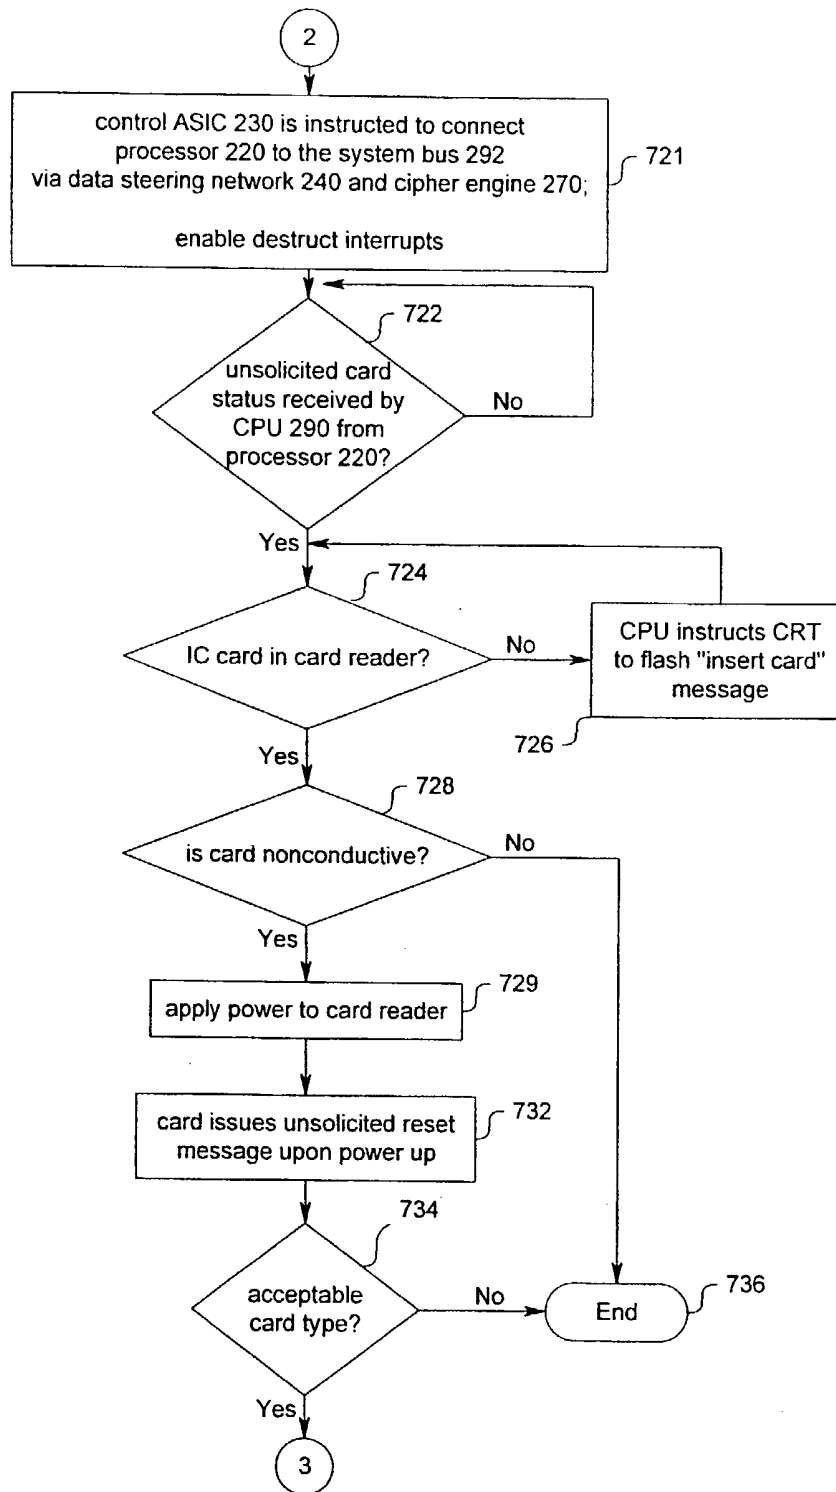 2
control ASIC 230 is instructed to connect
processor 220 to the system bus 292
via data steering network 240 and cipher engine 270;
enable destruct interrupts
721
722
unsolicited card
status received by
CPU 290 from
processor 220?
No
Yes
724
IC card in card reader?
No
CPU instructs CRT
to flash "insert card"
message
726
Yes
728
is card nonconductive?
No
Yes
729
apply power to card reader
732
card issues unsolicited reset
message upon power up
734
acceptable
card type?
No
End
736
Yes
3